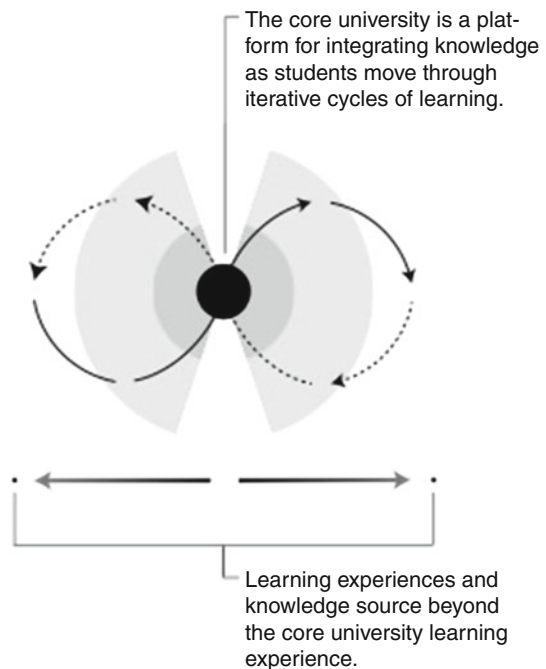 The core university is a plat-
form for integrating knowledge
as students move through
iterative cycles of learning.
Learning experiences and
knowledge source beyond
the core university learning
experience.